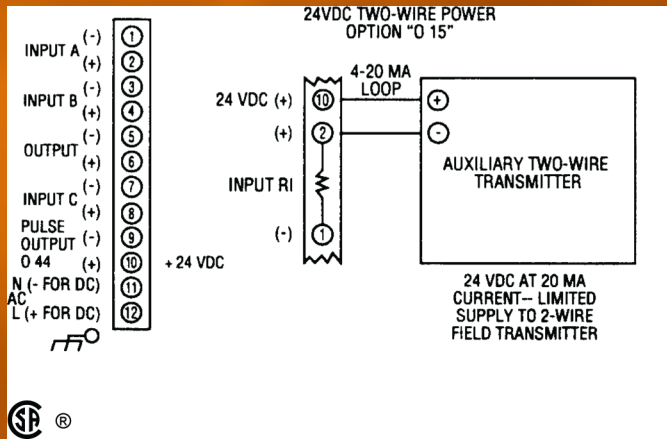 24VDC TWO-WIRE POWER
OPTION "O 15"
INPUT A (-) 1
(+) 2
INPUT B (-) 3
(+) 4
OUTPUT (-) 5
(+) 6
INPUT C (-) 7
(+) 8
PULSE
OUTPUT (-) 9
O 44 (+) 10 + 24 VDC
N (- FOR DC) 11
AC
L (+ FOR DC) 12
4-20 MA
LOOP
24 VDC (+) 10 +
(+) 2 -
INPUT RI
(-) 1
AUXILIARY TWO-WIRE
TRANSMITTER
24 VDC AT 20 MA
CURRENT-- LIMITED
SUPPLY TO 2-WIRE
FIELD TRANSMITTER
SA ®